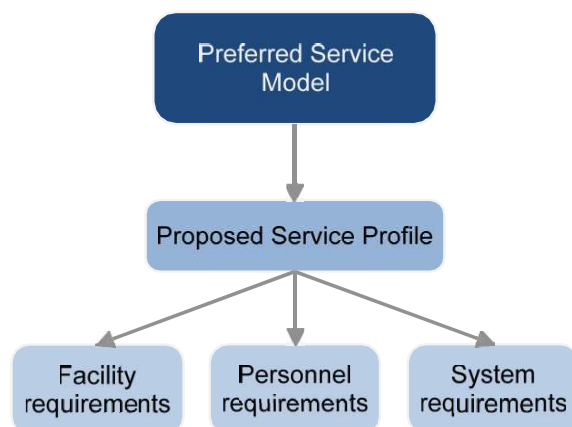 Preferred Service
Model
Proposed Service Profile
Facility
requirements
Personnel
requirements
System
requirements